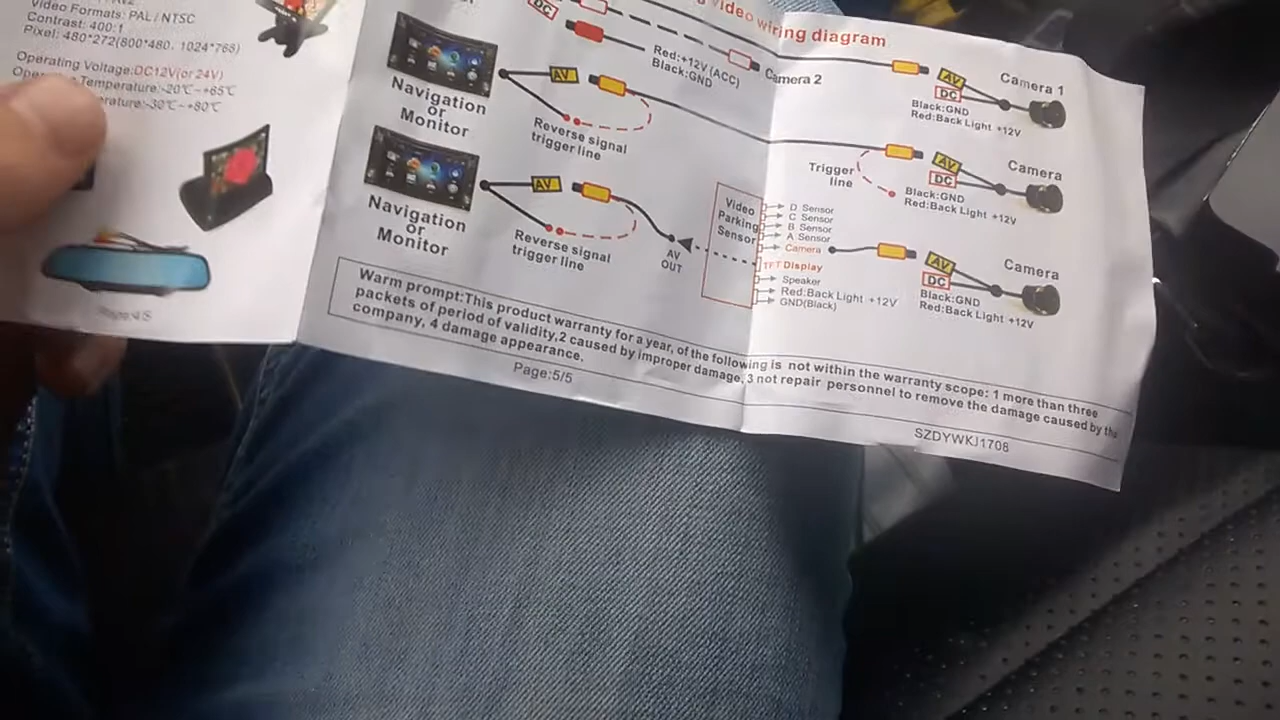 Video Formats: PAL / NTSC
Contrast: 400:1
Pixel: 480*272(800*480, 1024*768)
Operating Voltage:DC12V(or 24V)
Temperature:-20℃~+65℃
-30℃~+80℃
Page:4/5
video wiring diagram
DC
Red:+12V (ACC)
Black:GND
Camera 2
AV
DC
Camera 1
Black:GND
Red:Back Light +12V
Navigation
or
Monitor
AV
Reverse signal
trigger line
Trigger
line
AV
DC
Camera
Black:GND
Red:Back Light +12V
Navigation
or
Monitor
AV
Reverse signal
trigger line
AV
OUT
Video
Parking
Sensor
D Sensor
C Sensor
B Sensor
A Sensor
Camera
TFT Display
Speaker
Red:Back Light +12V
GND(Black)
AV
DC
Camera
Black:GND
Red:Back Light +12V
Warm prompt:This product warranty for a year, of the following is not within the warranty scope: 1 more than three
packets of period of validity,2 caused by improper damage,3 not repair personnel to remove the damage caused by the
company, 4 damage appearance.
Page:5/5
SZDYWKJ1708